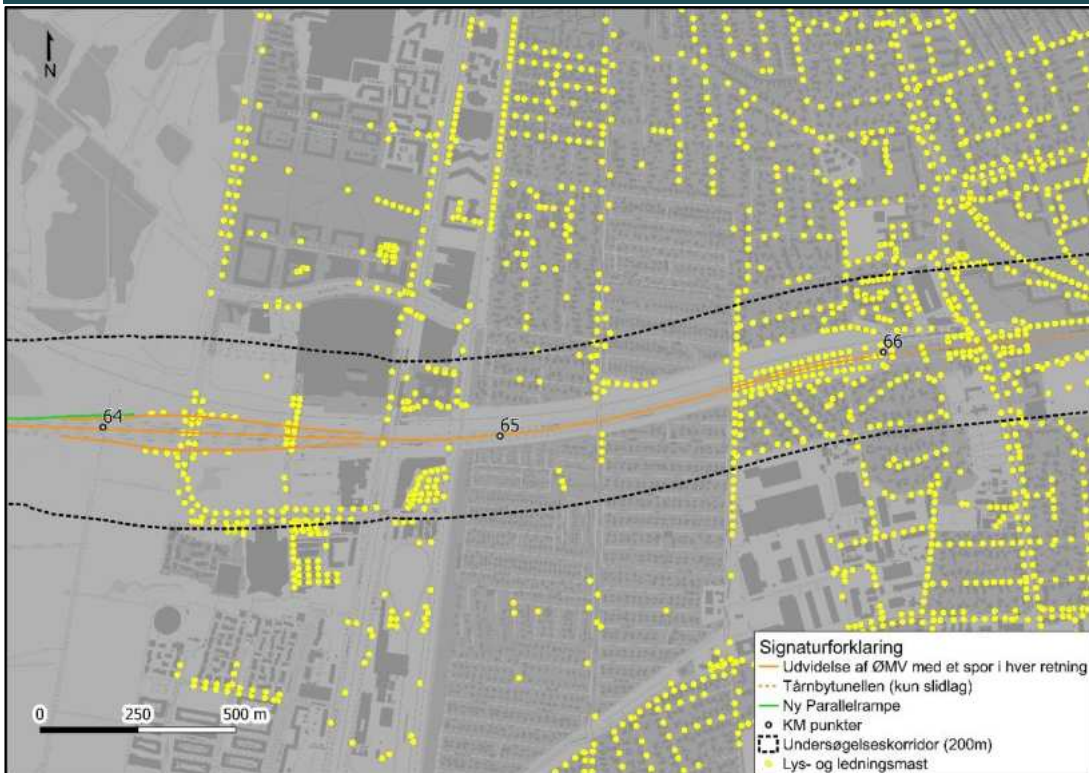 N
64
65
66
0 250 500 m
Signaturforklaring
Udvidelse af ØMV med et spor i hver retning
Tårnbytunellen (kun slidlag)
Ny Parallelrampe
KM punkter
Undersøgelseskorridor (200m)
Lys- og ledningsmast